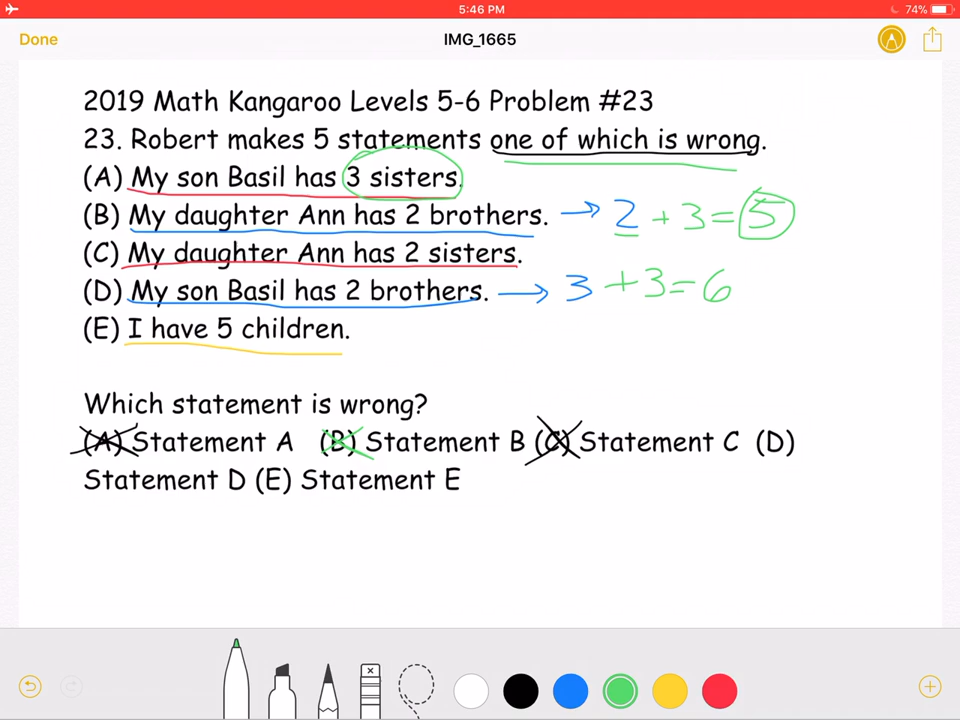 5:46 PM
74%
Done
IMG_1665
2019 Math Kangaroo Levels 5-6 Problem #23
23. Robert makes 5 statements one of which is wrong.
(A) My son Basil has 3 sisters.
(B) My daughter Ann has 2 brothers. → 2 + 3 = 5
(C) My daughter Ann has 2 sisters.
(D) My son Basil has 2 brothers. → 3 + 3 = 6
(E) I have 5 children.
Which statement is wrong?
(A) Statement A (B) Statement B (C) Statement C (D)
Statement D (E) Statement E